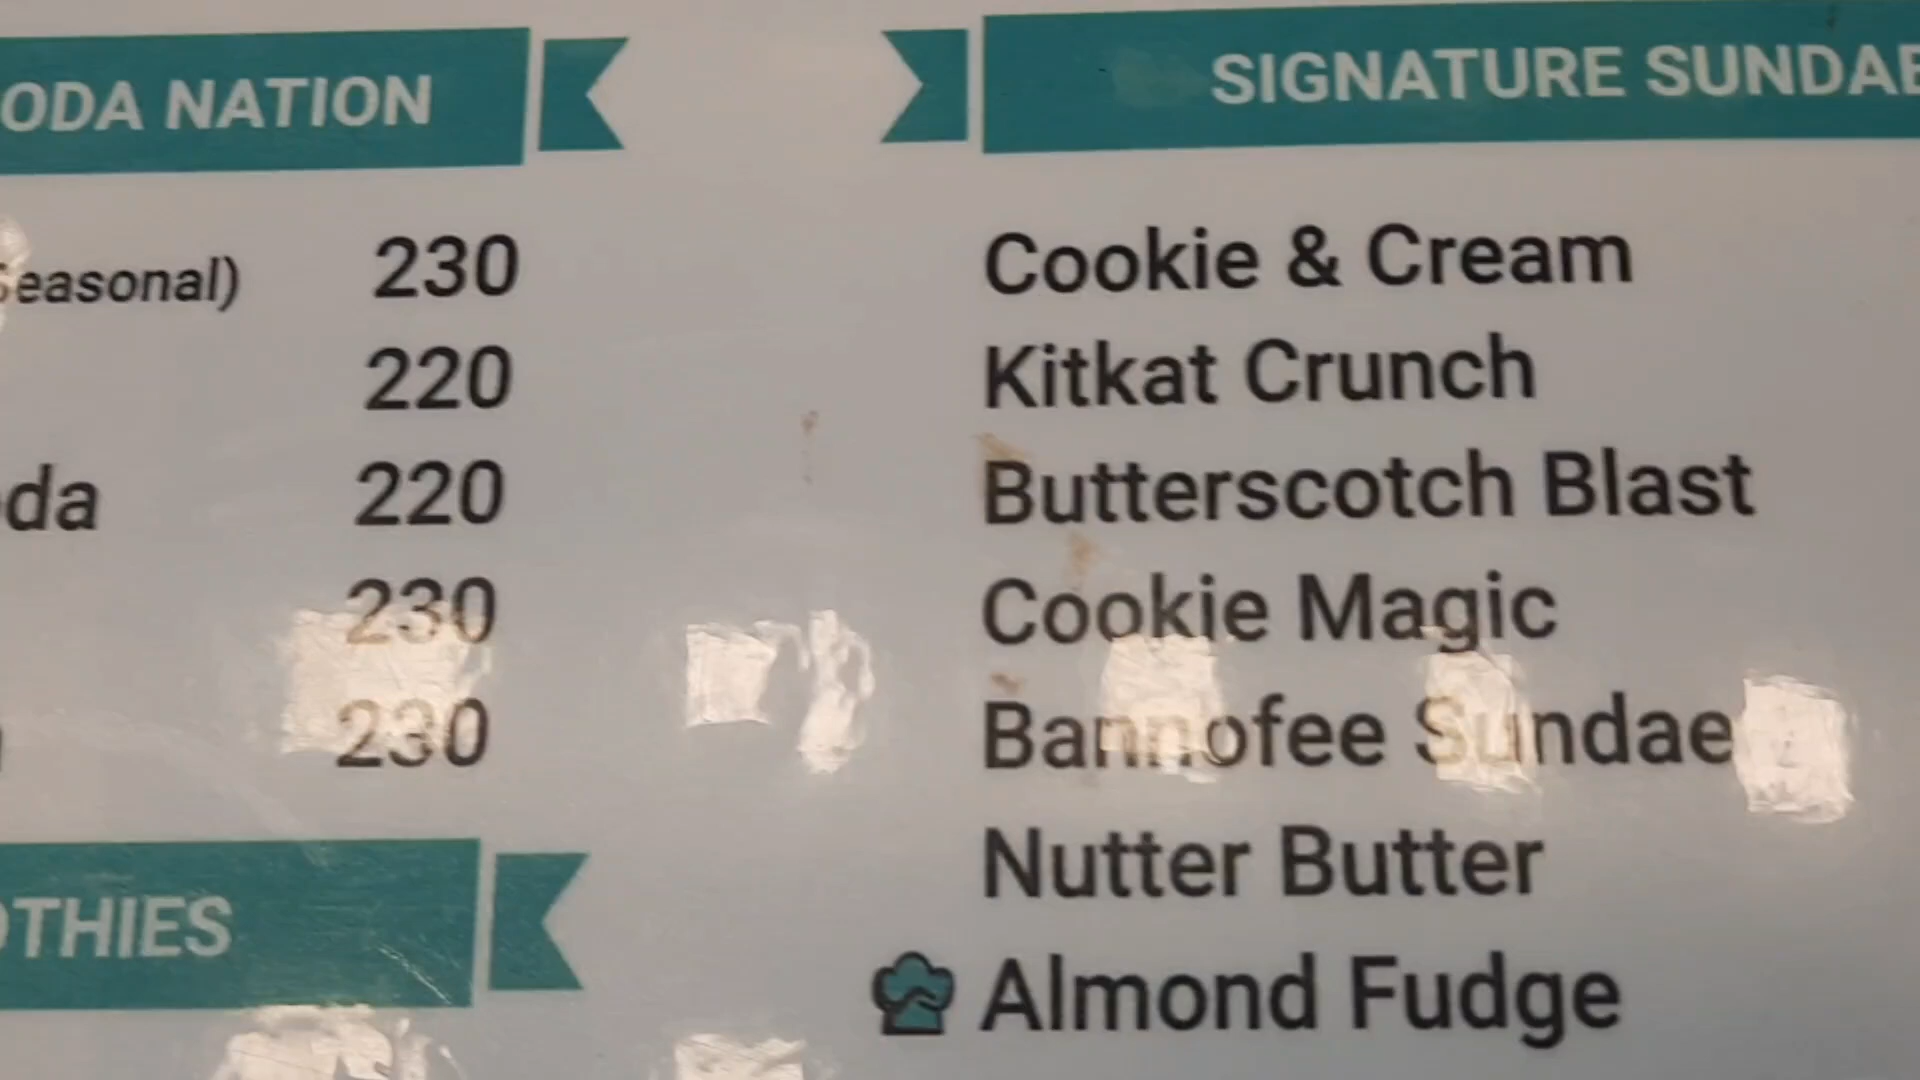 ODA NATION
easonal) 230
220
da 220
230
230
OTHIES
SIGNATURE SUNDAE
Cookie & Cream
Kitkat Crunch
Butterscotch Blast
Cookie Magic
Bannofee Sundae
Nutter Butter
Almond Fudge